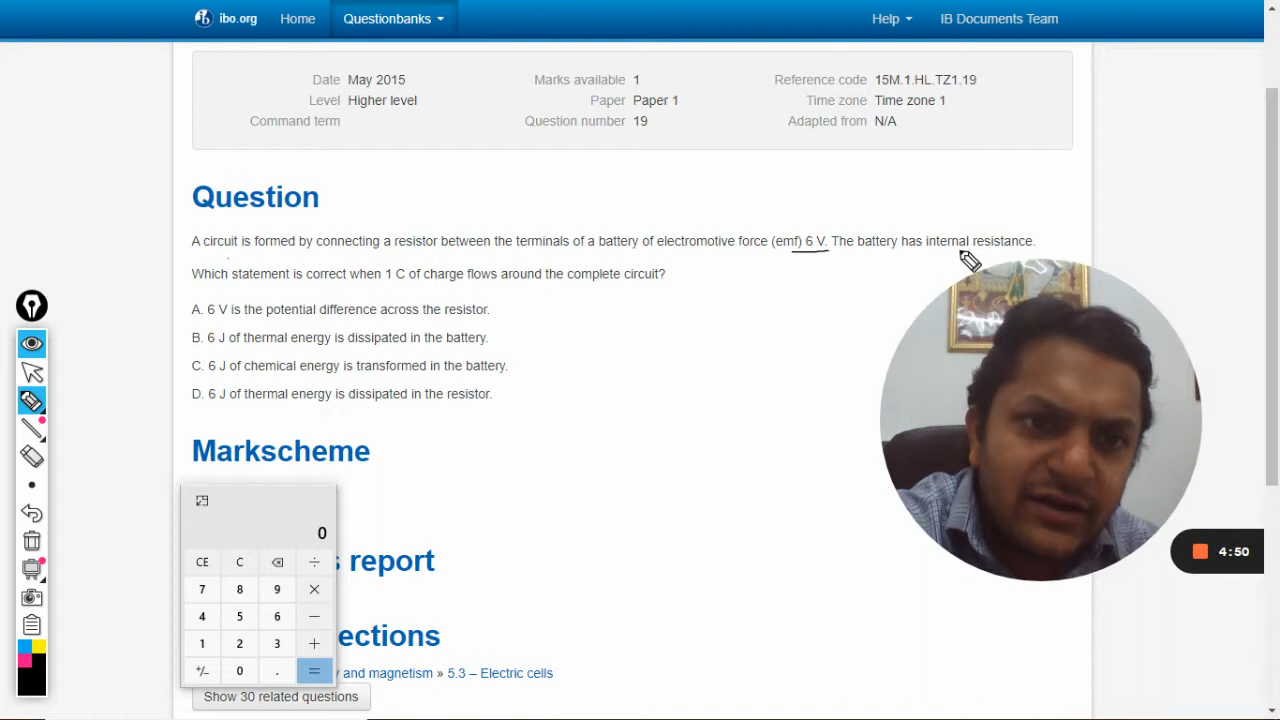 ibo.org Home Questionbanks Help IB Documents Team
Date May 2015 Marks available 1 Reference code 15M.1.HL.TZ1.19
Level Higher level Paper Paper 1 Time zone Time zone 1
Command term Question number 19 Adapted from N/A
Question
A circuit is formed by connecting a resistor between the terminals of a battery of electromotive force (emf) 6 V. The battery has internal resistance.
Which statement is correct when 1 C of charge flows around the complete circuit?
A. 6 V is the potential difference across the resistor.
B. 6 J of thermal energy is dissipated in the battery.
C. 6 J of chemical energy is transformed in the battery.
D. 6 J of thermal energy is dissipated in the resistor.
Markscheme
0
CE C ÷
7 8 9 ×
4 5 6 −
1 2 3 +
+/− 0 . =
s report
ections
y and magnetism » 5.3 – Electric cells
Show 30 related questions
4:50